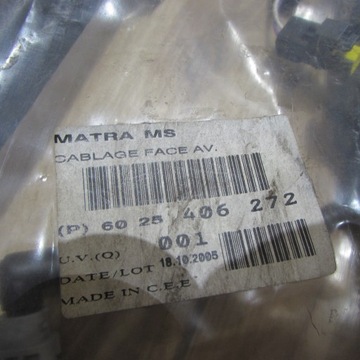 MATRA MS
CABLAGE FACE AV.
(P) 60 25 406 272
U.V.(Q) 001
DATE/LOT 18.10.2005
MADE IN C.E.E